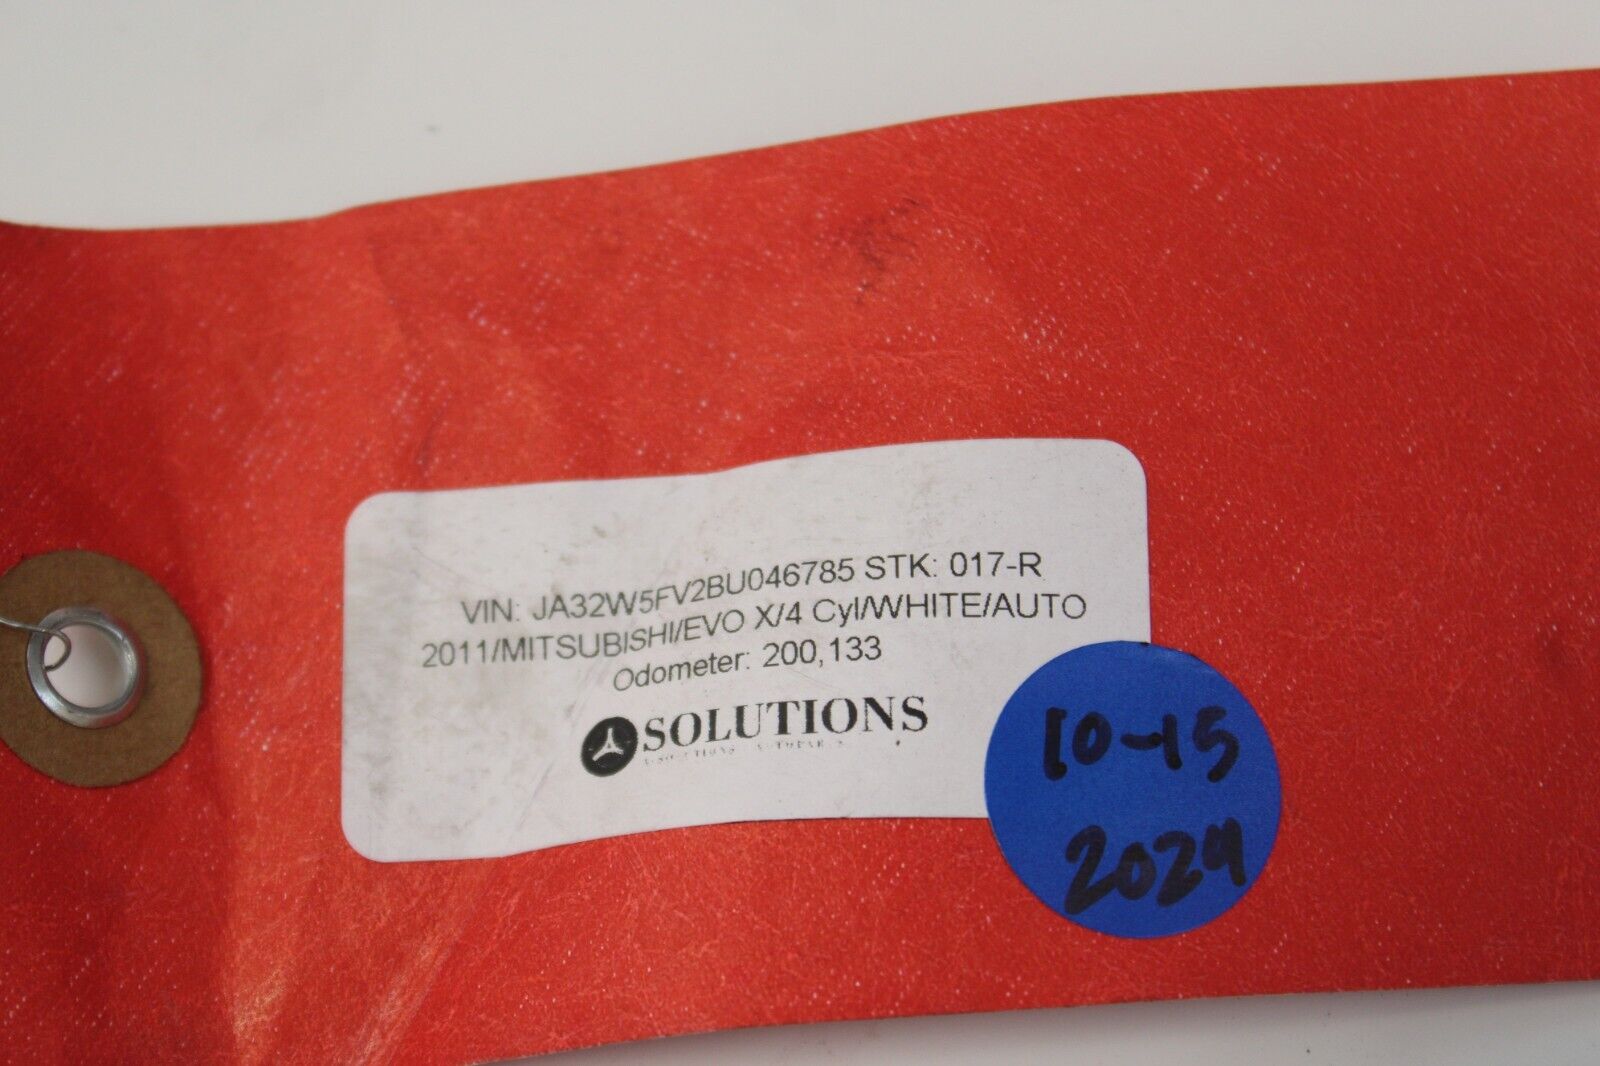 VIN: JA32W5FV2BU046785 STK: 017-R
2011/MITSUBISHI/EVO X/4 Cyl/WHITE/AUTO
Odometer: 200,133
SOLUTIONS
10-15
2024